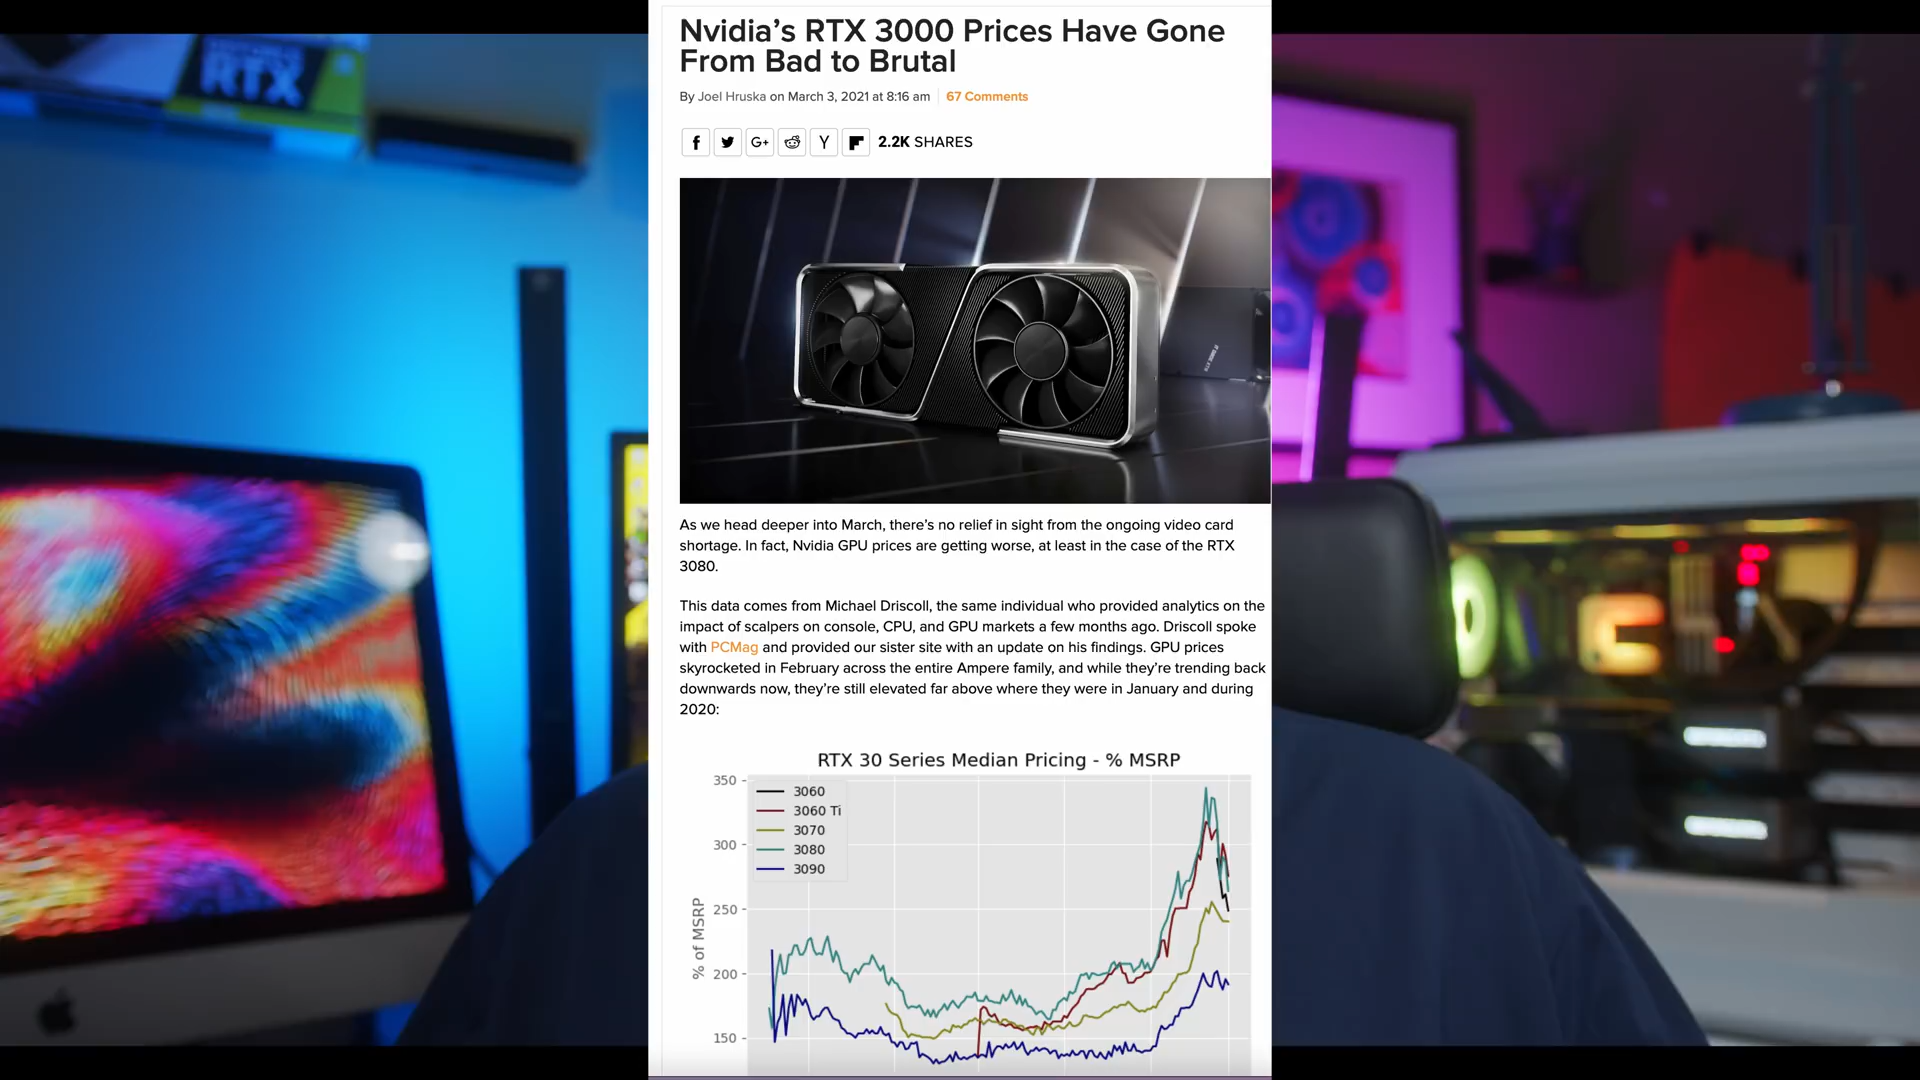 RTX
Nvidia’s RTX 3000 Prices Have Gone
From Bad to Brutal
By Joel Hruska on March 3, 2021 at 8:16 am
67 Comments
f
G+
Y
2.2K SHARES
As we head deeper into March, there’s no relief in sight from the ongoing video card
shortage. In fact, Nvidia GPU prices are getting worse, at least in the case of the RTX
3080.
This data comes from Michael Driscoll, the same individual who provided analytics on the
impact of scalpers on console, CPU, and GPU markets a few months ago. Driscoll spoke
with PCMag and provided our sister site with an update on his findings. GPU prices
skyrocketed in February across the entire Ampere family, and while they’re trending back
downwards now, they’re still elevated far above where they were in January and during
2020:
RTX 30 Series Median Pricing - % MSRP
% of MSRP
350
300
250
200
150
3060
3060 Ti
3070
3080
3090